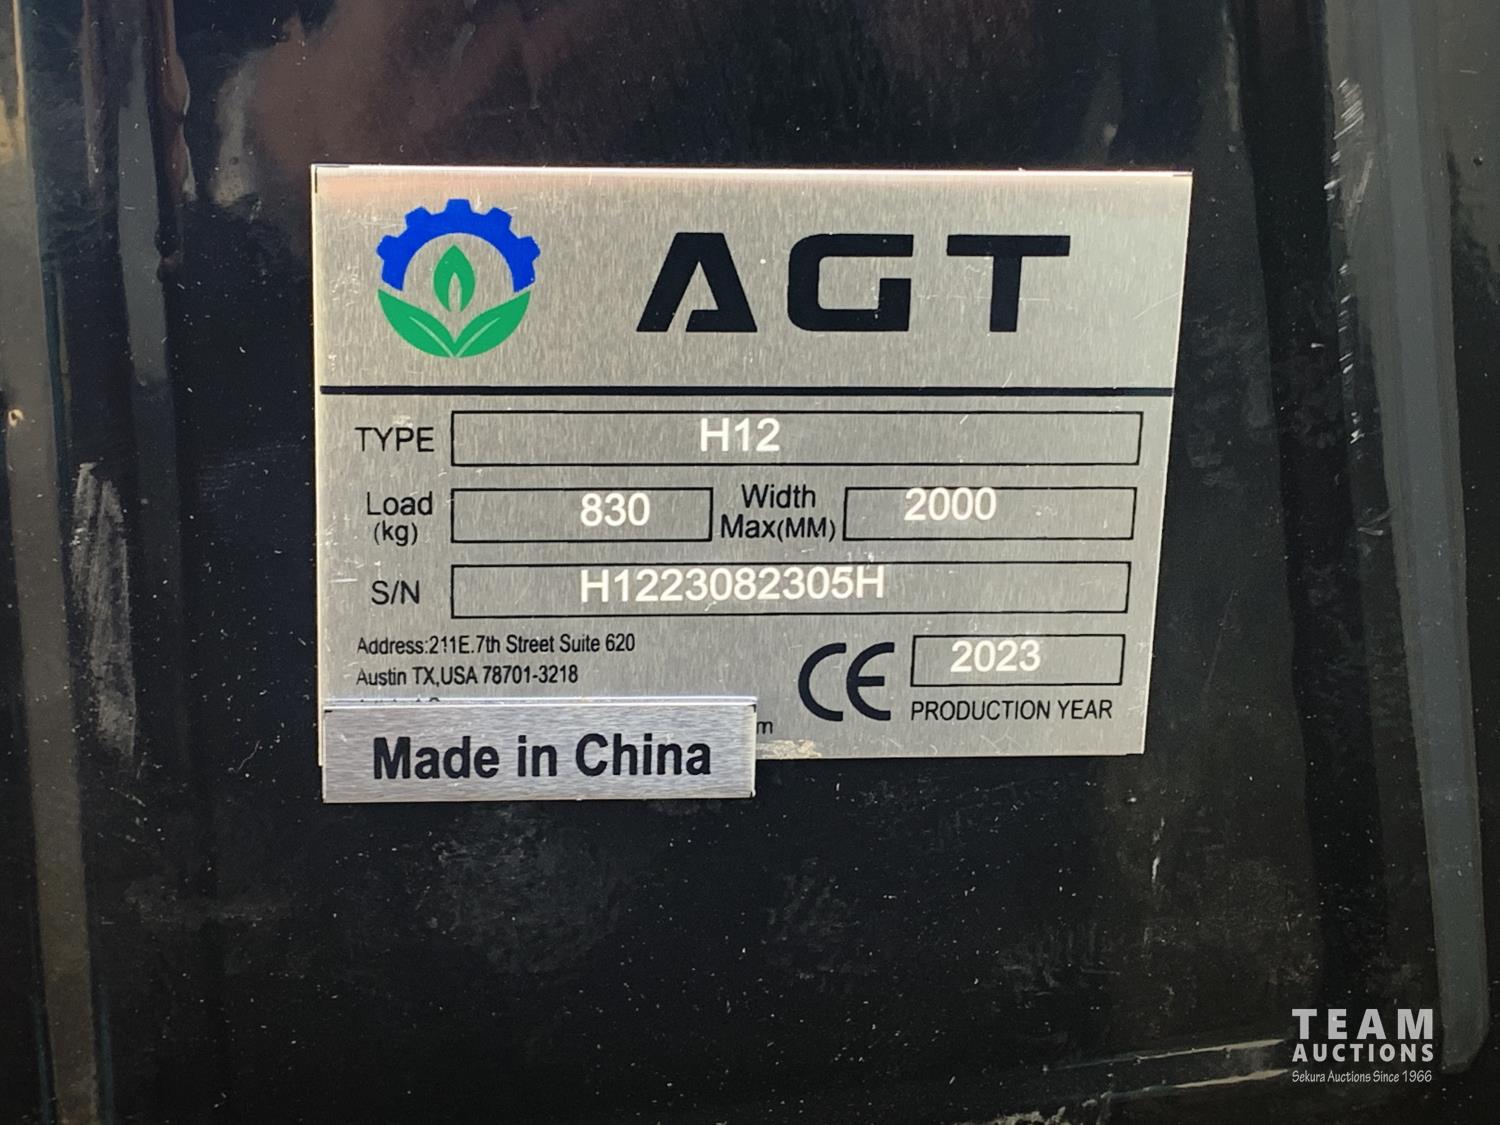 AGT
TYPE H12
Load (kg) 830 Width Max(MM) 2000
S/N H1223082305H
Address:211E.7th Street Suite 620
Austin TX,USA 78701-3218
CE 2023
PRODUCTION YEAR
Made in China
TEAM
AUCTIONS
Sekura Auctions Since 1966